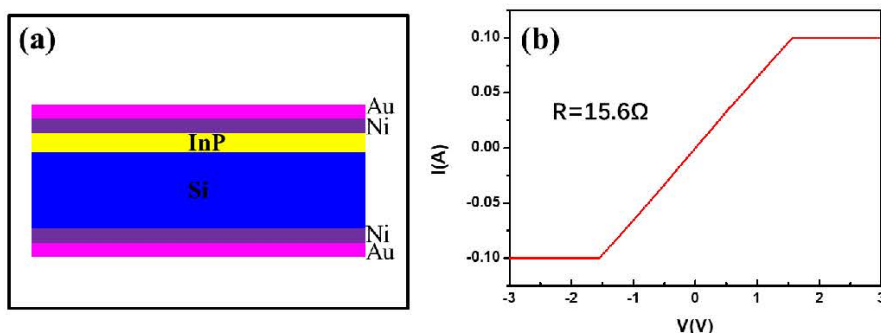 (a)
Au
Ni
InP
Si
Ni
Au
(b)
R=15.6Ω
I(A)
0.10
0.05
0.00
-0.05
-0.10
-3
-2
-1
0
1
2
3
V(V)